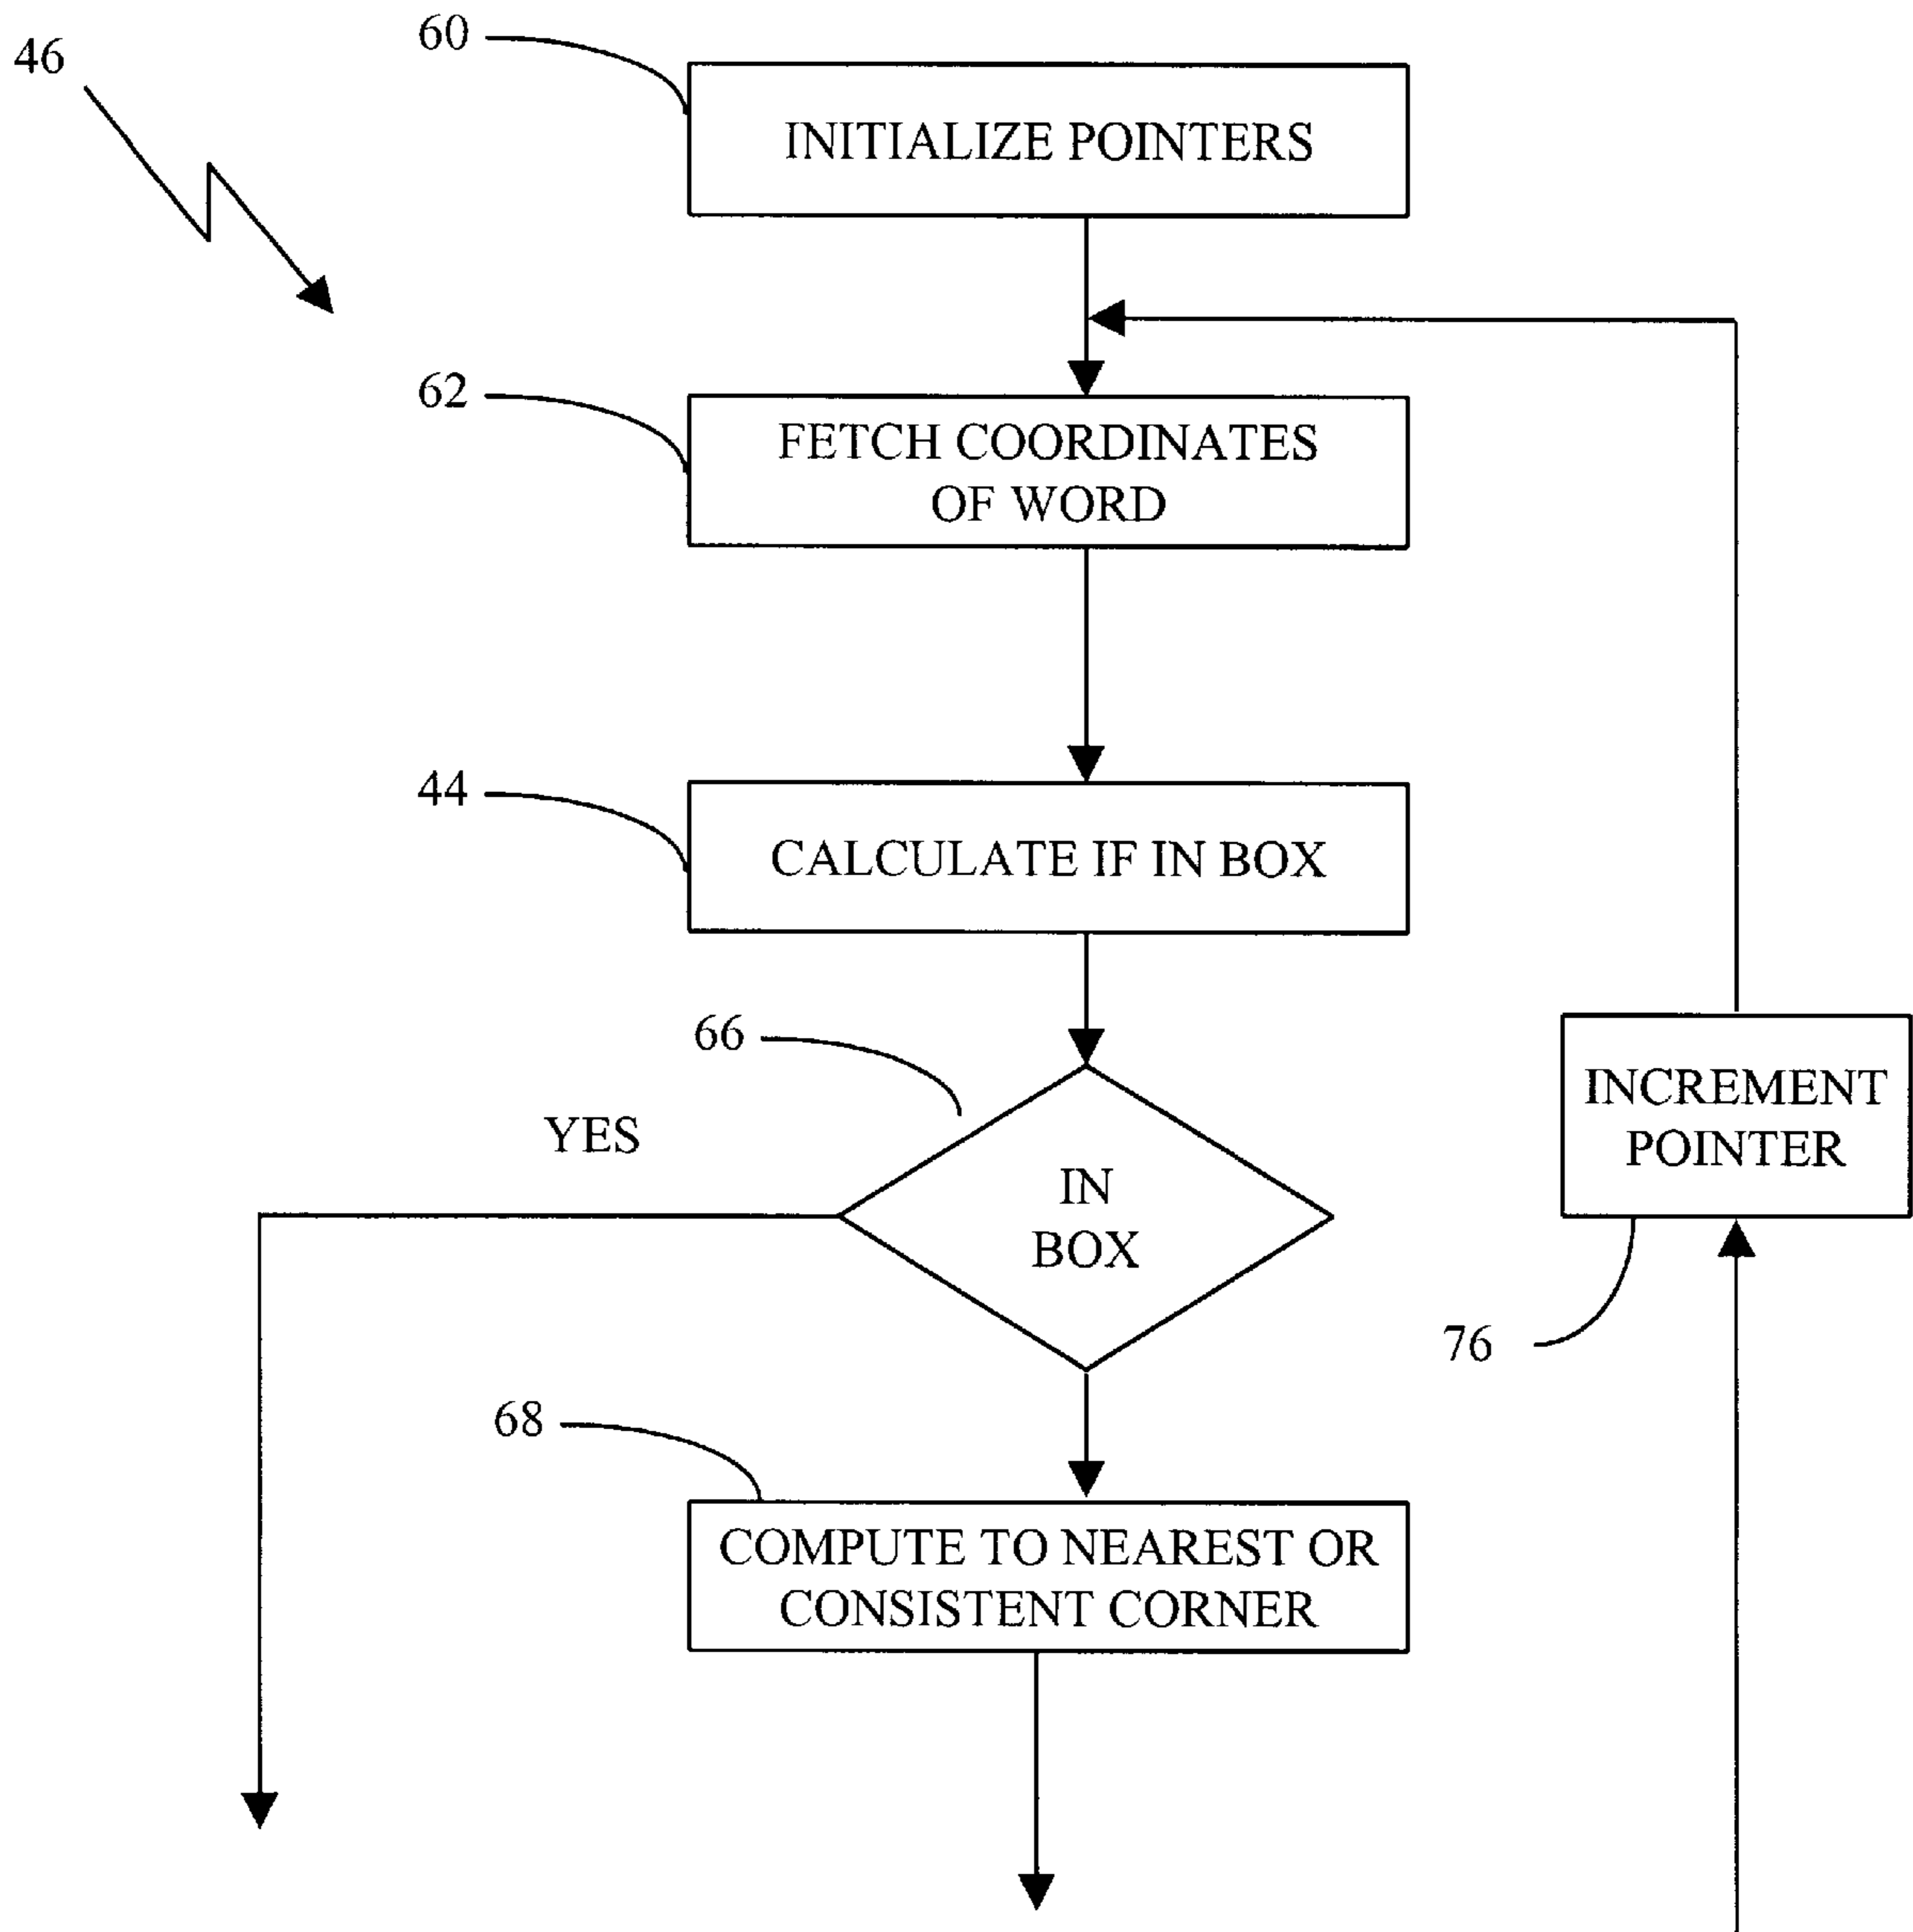 60
46
INITIALIZE POINTERS
62
FETCH COORDINATES
OF WORD
44
CALCULATE IF IN BOX
66
YES
IN
BOX
INCREMENT
POINTER
76
68
COMPUTE TO NEAREST OR
CONSISTENT CORNER